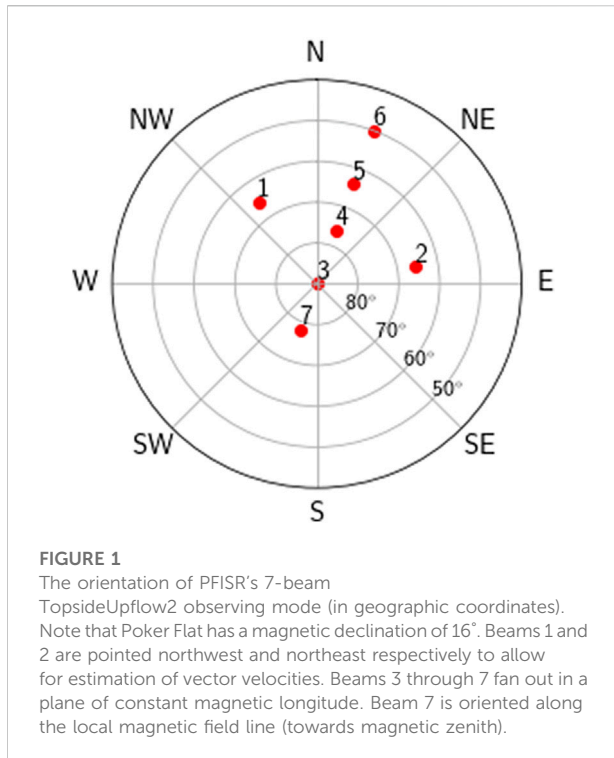 N
NW
NE
6
5
1
4
2
3
W
E
80°
7
70°
60°
50°
SW
SE
S
FIGURE 1
The orientation of PFISR's 7-beam
TopsideUpflow2 observing mode (in geographic coordinates).
Note that Poker Flat has a magnetic declination of 16°. Beams 1 and
2 are pointed northwest and northeast respectively to allow
for estimation of vector velocities. Beams 3 through 7 fan out in a
plane of constant magnetic longitude. Beam 7 is oriented along
the local magnetic field line (towards magnetic zenith).